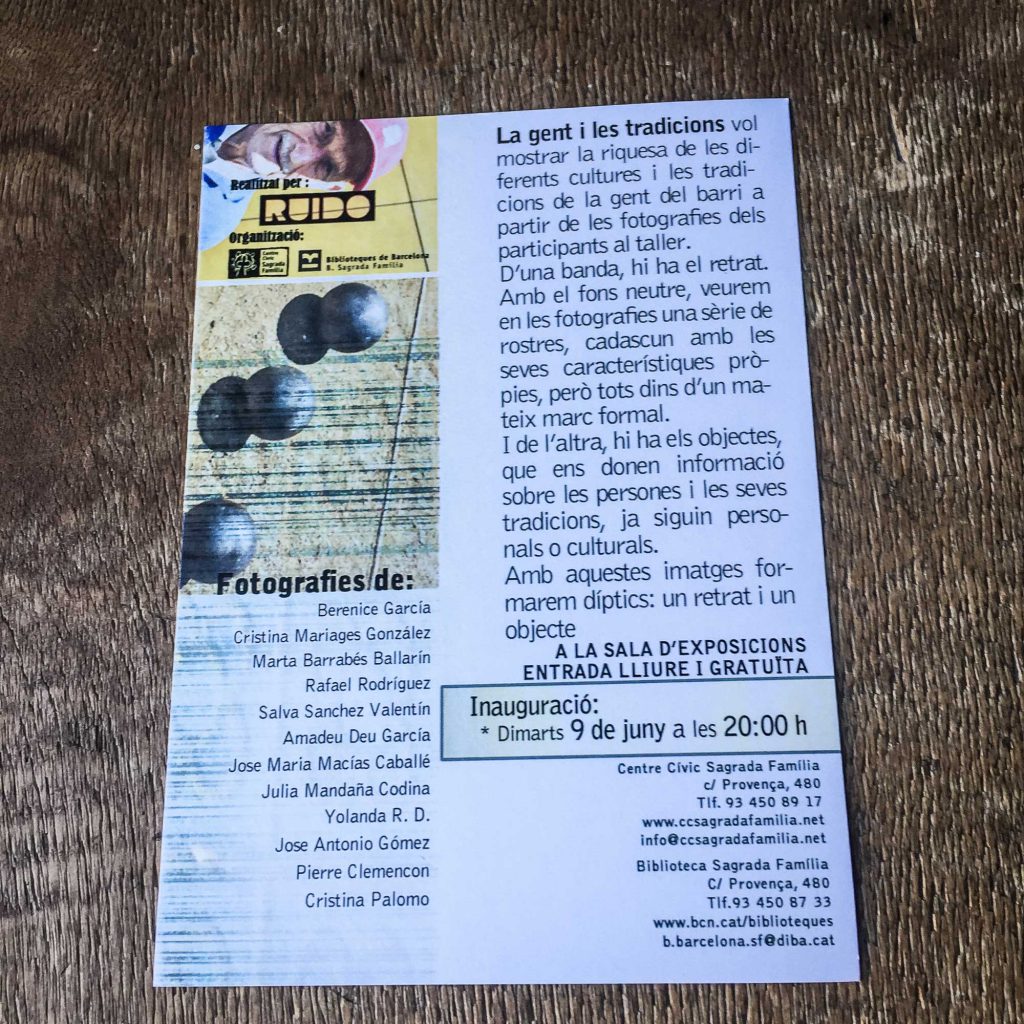 Realitzat per :
RUIDO
Organització:
Centre
Cívic
Sagrada
Família
Biblioteques de Barcelona
B. Sagrada Família
Fotografies de:
Berenice García
Cristina Mariages González
Marta Barrabés Ballarín
Rafael Rodríguez
Salva Sanchez Valentín
Amadeu Deu García
Jose Maria Macías Caballé
Julia Mandaña Codina
Yolanda R. D.
Jose Antonio Gómez
Pierre Clemencon
Cristina Palomo
La gent i les tradicions vol
mostrar la riquesa de les di-
ferents cultures i les tradi-
cions de la gent del barri a
partir de les fotografies dels
participants al taller.
D'una banda, hi ha el retrat.
Amb el fons neutre, veurem
en les fotografies una sèrie de
rostres, cadascun amb les
seves característiques prò-
pies, però tots dins d'un ma-
teix marc formal.
I de l'altra, hi ha els objectes,
que ens donen informació
sobre les persones i les seves
tradicions, ja siguin perso-
nals o culturals.
Amb aquestes imatges for-
marem díptics: un retrat i un
objecte
A LA SALA D'EXPOSICIONS
ENTRADA LLIURE I GRATUÏTA
Inauguració:
* Dimarts 9 de juny a les 20:00 h
Centre Cívic Sagrada Família
c/ Provença, 480
Tlf. 93 450 89 17
www.ccsagradafamilia.net
info@ccsagradafamilia.net
Biblioteca Sagrada Família
C/ Provença, 480
Tlf.93 450 87 33
www.bcn.cat/biblioteques
b.barcelona.sf@diba.cat